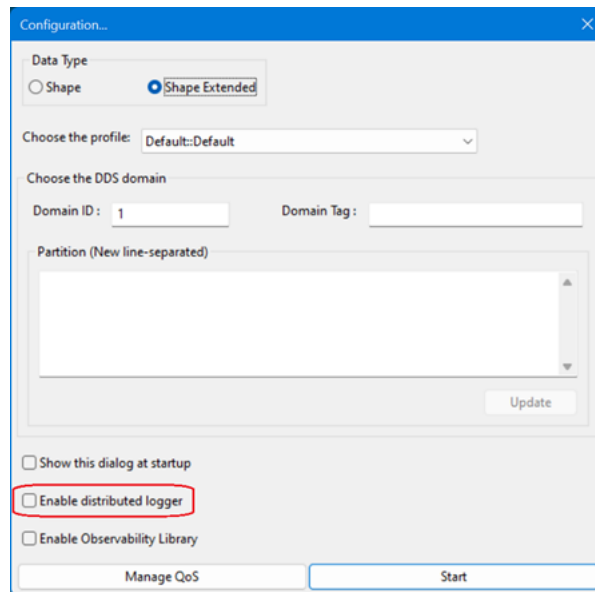 Configuration...
Data Type
Shape
Shape Extended
Choose the profile: Default::Default
Choose the DDS domain
Domain ID : 1 Domain Tag :
Partition (New line-separated)
Update
Show this dialog at startup
Enable distributed logger
Enable Observability Library
Manage QoS Start